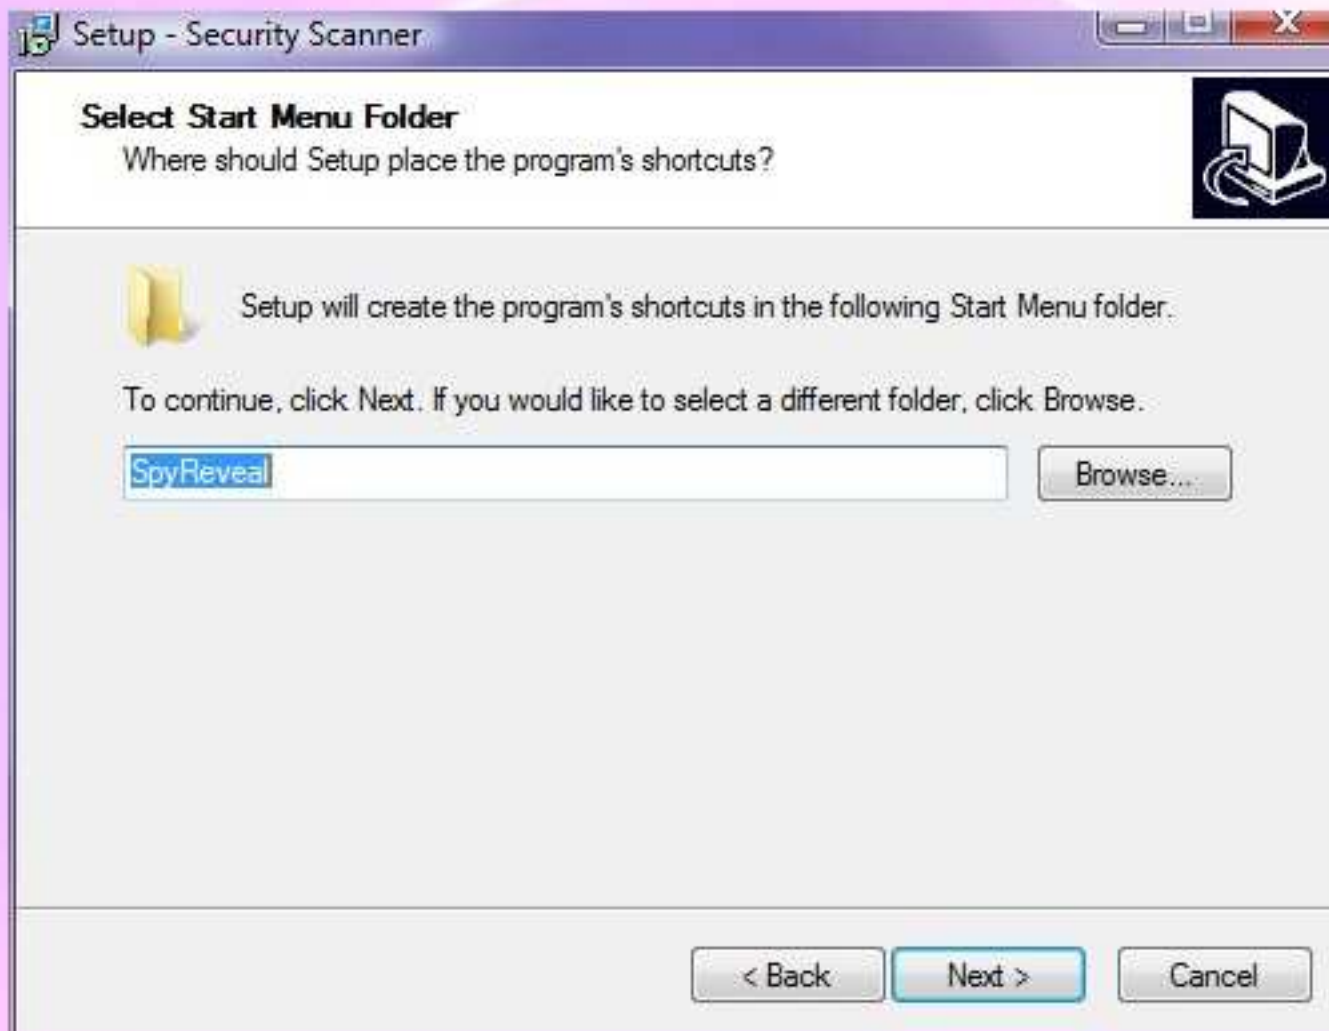 Setup - Security Scanner
Select Start Menu Folder
Where should Setup place the program's shortcuts?
Setup will create the program's shortcuts in the following Start Menu folder.
To continue, click Next. If you would like to select a different folder, click Browse.
SpyReveal
Browse...
< Back
Next >
Cancel